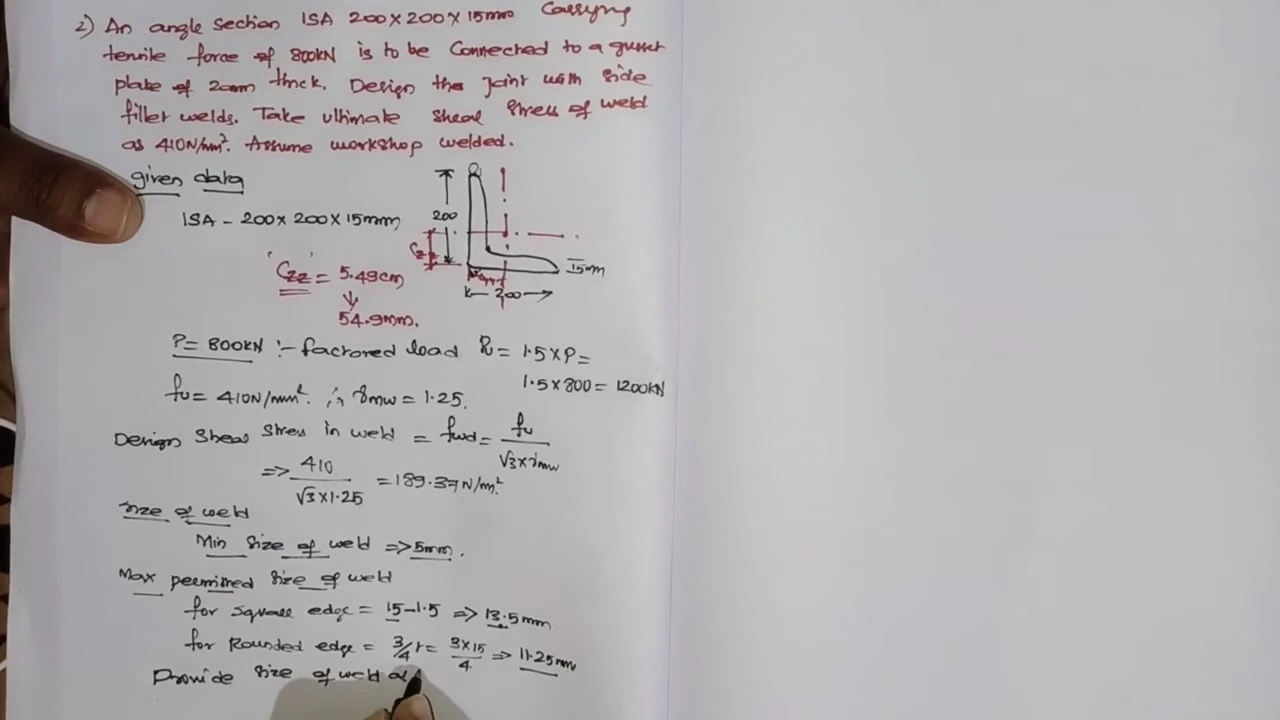 2) An angle section ISA 200×200×15mm Carrying
tensile force of 800KN is to be Connected to a gusset
plate of 20mm thick. Design the joint with side
fillet welds. Take ultimate shear stress of weld
as 410N/mm². Assume workshop welded.
given data
ISA - 200×200×15mm
200
Czz
15mm
200
'Czz' = 5.49cm
54.9mm.
P= 800KN :- factored load R = 1.5×P=
1.5×800= 1200KN
fu= 410N/mm². ∴ γmw = 1.25.
Design Shear Stress in weld = fwd = fu/√3×γmw
=> 410/√3×1.25 = 189.37N/m².
size of weld
Min size of weld => 5mm.
Max permitted size of weld
for square edge = 15-1.5 => 13.5mm
for Rounded edge = 3/4 t = 3×15/4 => 11.25mm
Provide size of weld as